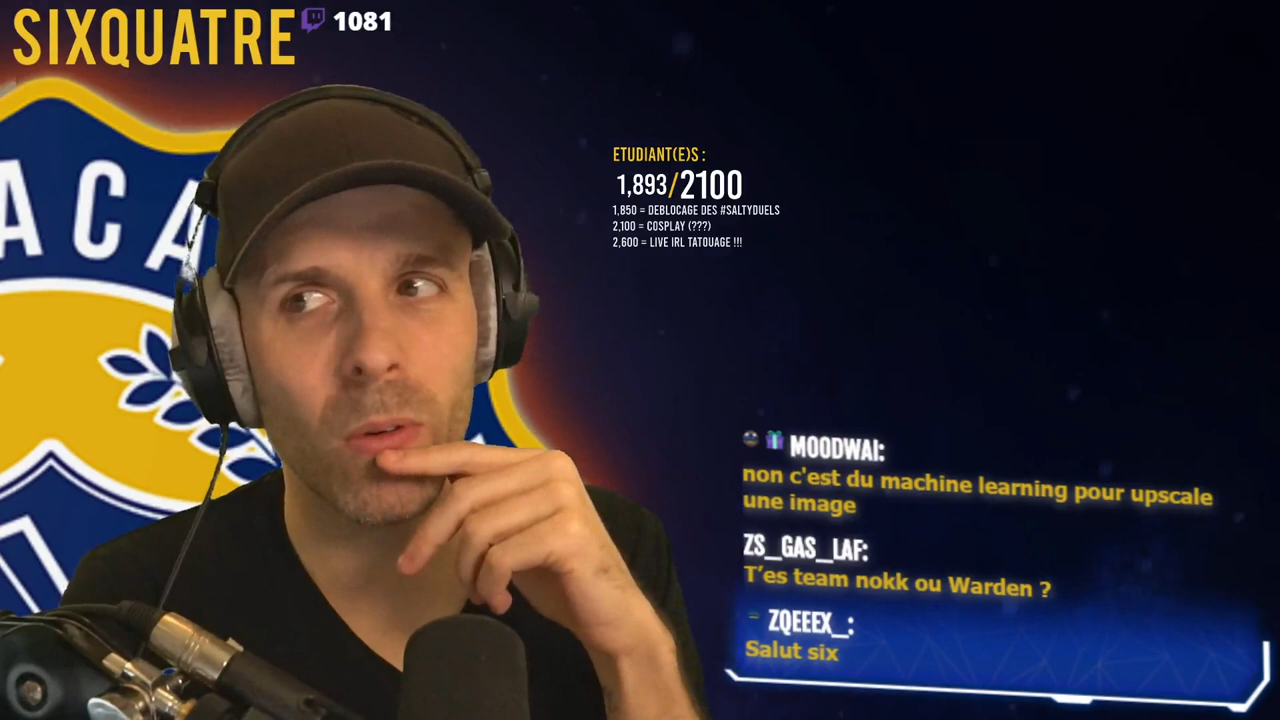 SIXQUATRE 1081
ACA
ETUDIANT(E)S :
1,893/2100
1,850 = DEBLOCAGE DES #SALTYDUELS
2,100 = COSPLAY (???)
2,600 = LIVE IRL TATOUAGE !!!
MOODWAI:
non c'est du machine learning pour upscale
une image
ZS_GAS_LAF:
T'es team nokk ou Warden ?
ZQEEEX_:
Salut six